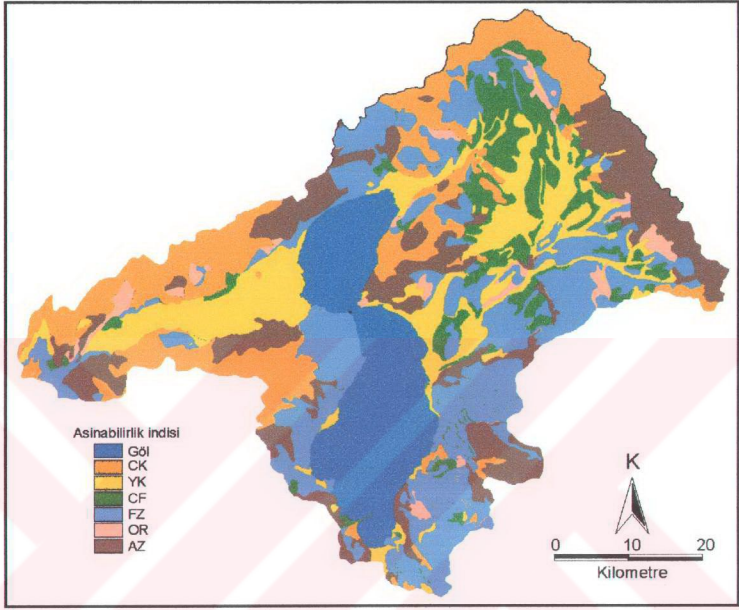 Asinabilirlik indisi
Göl
CK
YK
CF
FZ
OR
AZ
K
0 10 20
Kilometre